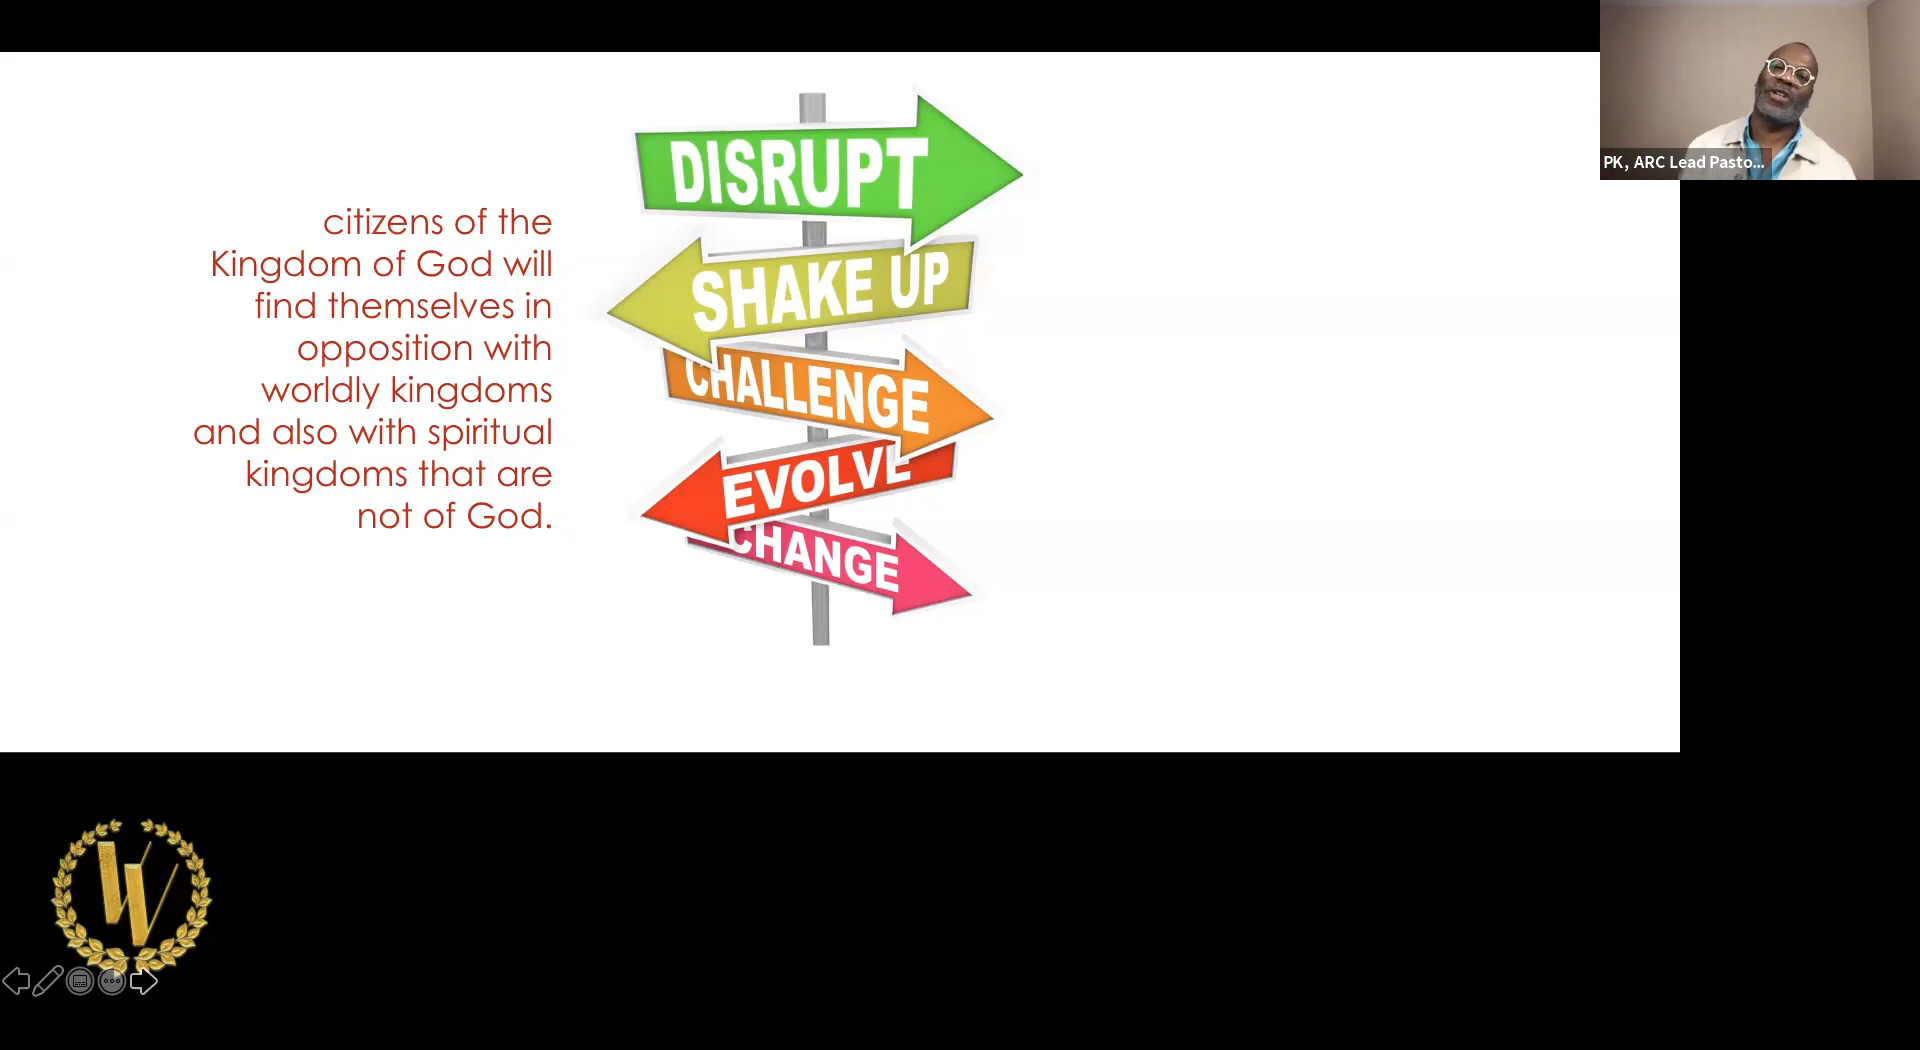 PK, ARC Lead Pasto...
citizens of the
Kingdom of God will
find themselves in
opposition with
worldly kingdoms
and also with spiritual
kingdoms that are
not of God.
DISRUPT
SHAKE UP
CHALLENGE
EVOLVE
CHANGE
W